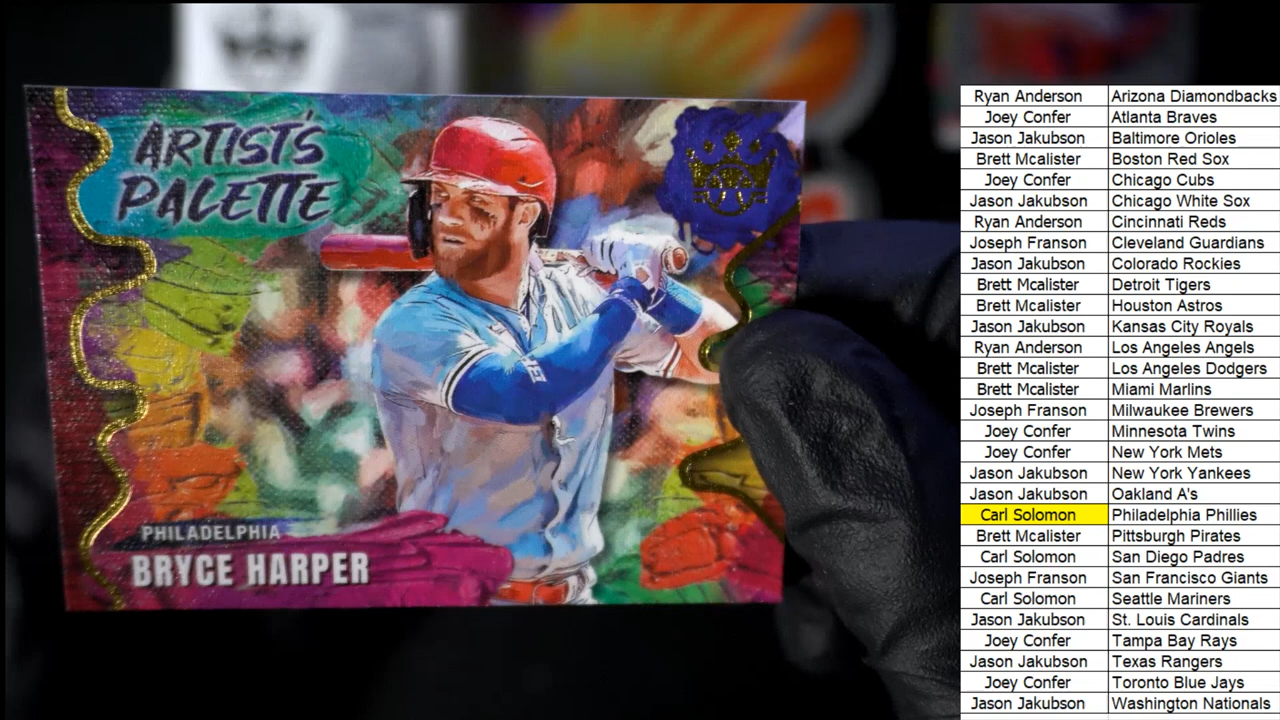 ARTIST'S
PALETTE
PHILADELPHIA
BRYCE HARPER
Ryan Anderson Arizona Diamondbacks
Joey Confer Atlanta Braves
Jason Jakubson Baltimore Orioles
Brett Mcalister Boston Red Sox
Joey Confer Chicago Cubs
Jason Jakubson Chicago White Sox
Ryan Anderson Cincinnati Reds
Joseph Franson Cleveland Guardians
Jason Jakubson Colorado Rockies
Brett Mcalister Detroit Tigers
Brett Mcalister Houston Astros
Jason Jakubson Kansas City Royals
Ryan Anderson Los Angeles Angels
Brett Mcalister Los Angeles Dodgers
Brett Mcalister Miami Marlins
Joseph Franson Milwaukee Brewers
Joey Confer Minnesota Twins
Joey Confer New York Mets
Jason Jakubson New York Yankees
Jason Jakubson Oakland A's
Carl Solomon Philadelphia Phillies
Brett Mcalister Pittsburgh Pirates
Carl Solomon San Diego Padres
Joseph Franson San Francisco Giants
Carl Solomon Seattle Mariners
Jason Jakubson St. Louis Cardinals
Joey Confer Tampa Bay Rays
Jason Jakubson Texas Rangers
Joey Confer Toronto Blue Jays
Jason Jakubson Washington Nationals